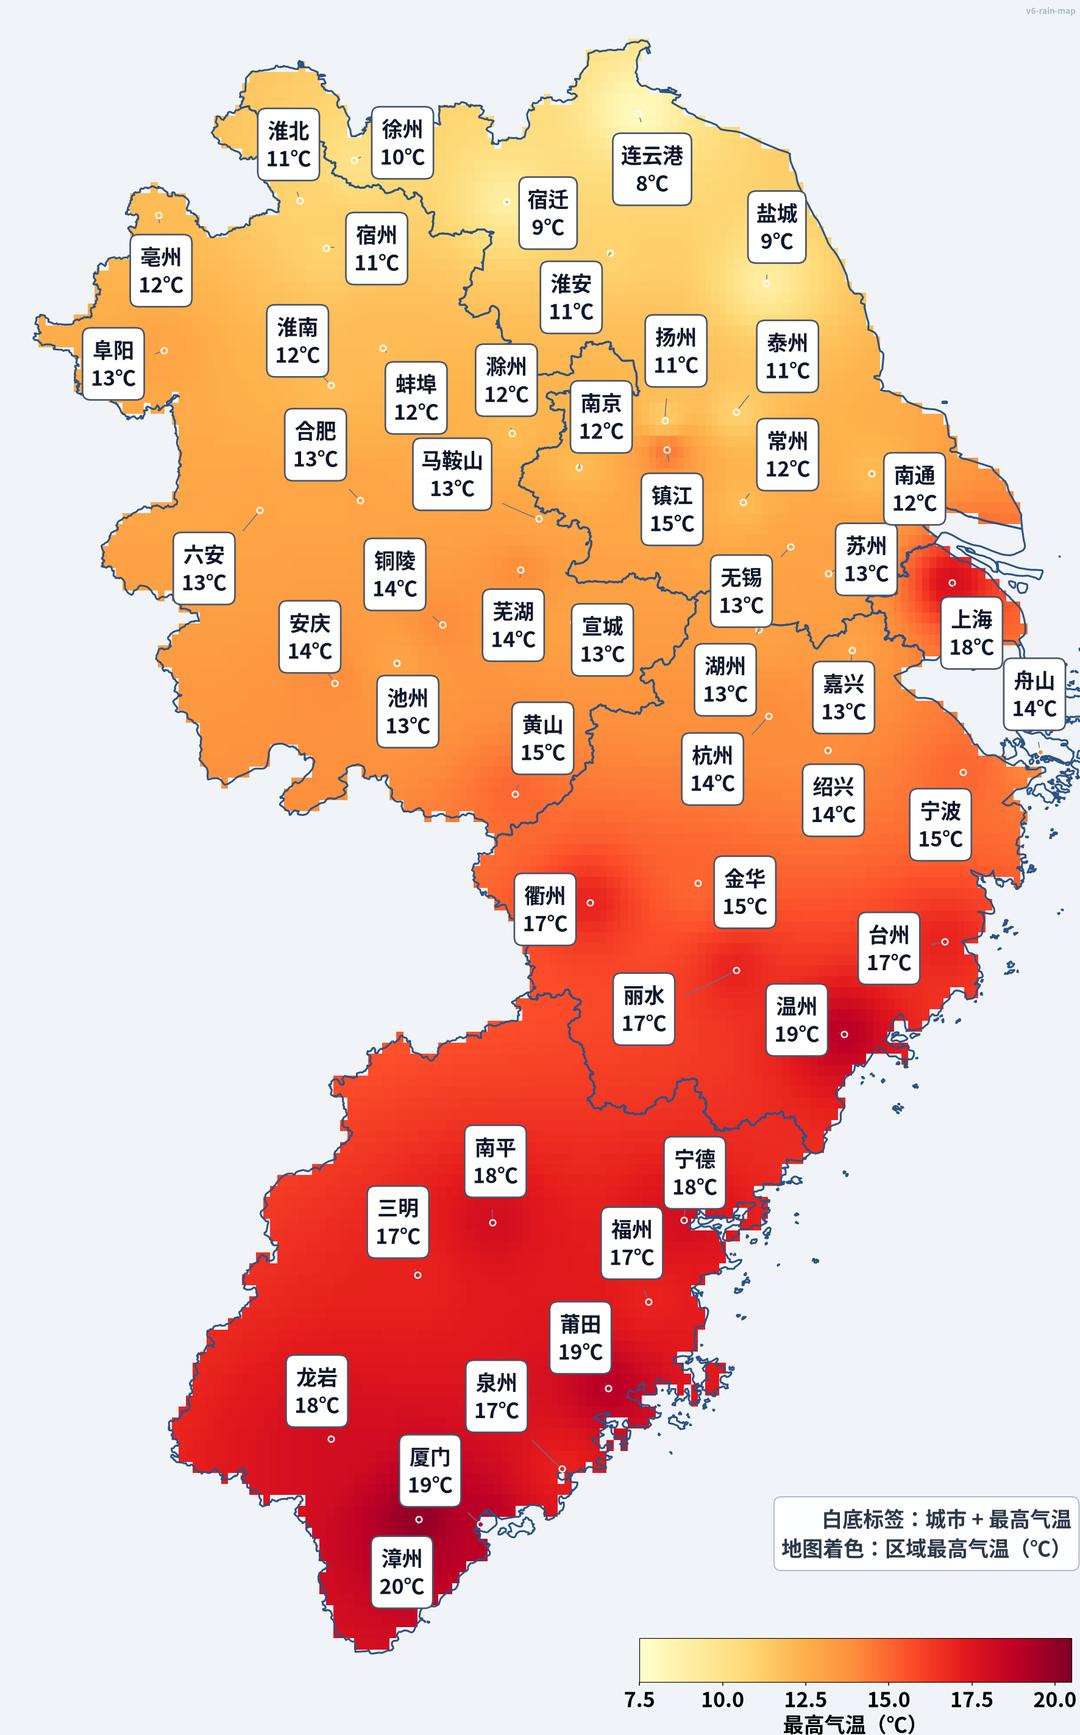 v6-rain-map
淮北
11℃
徐州
10℃
连云港
8℃
宿迁
9℃
盐城
9℃
宿州
11℃
亳州
12℃
淮安
11℃
淮南
12℃
扬州
11℃
泰州
11℃
阜阳
13℃
滁州
12℃
蚌埠
12℃
南京
12℃
合肥
13℃
马鞍山
13℃
常州
12℃
南通
12℃
镇江
15℃
六安
13℃
铜陵
14℃
苏州
13℃
无锡
13℃
芜湖
14℃
宣城
13℃
上海
18℃
安庆
14℃
湖州
13℃
嘉兴
13℃
舟山
14℃
池州
13℃
黄山
15℃
杭州
14℃
绍兴
14℃
宁波
15℃
衢州
17℃
金华
15℃
台州
17℃
丽水
17℃
温州
19℃
南平
18℃
宁德
18℃
三明
17℃
福州
17℃
莆田
19℃
龙岩
18℃
泉州
17℃
厦门
19℃
漳州
20℃
白底标签：城市 + 最高气温
地图着色：区域最高气温（℃）
7.5 10.0 12.5 15.0 17.5 20.0
最高气温（℃）